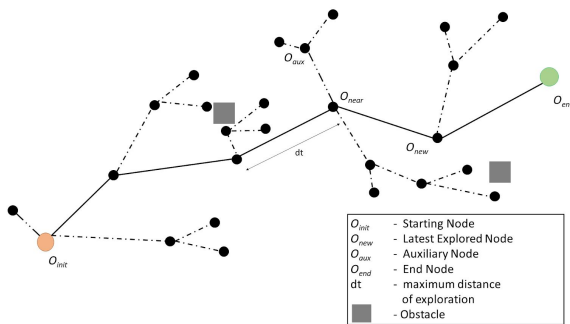 O_aux
O_near
O_en
O_new
dt
O_init
O_init - Starting Node
O_new - Latest Explored Node
O_aux - Auxiliary Node
O_end - End Node
dt - maximum distance
of exploration
- Obstacle